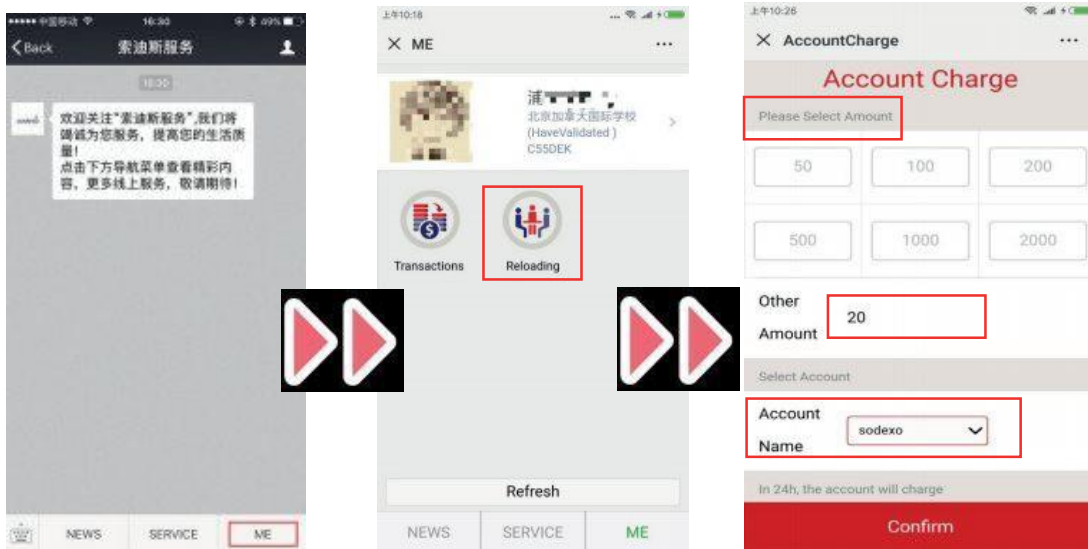 中国移动
16:30
49%
Back
索迪斯服务
16:30
欢迎关注"索迪斯服务",我们将
竭诚为您服务，提高您的生活质
量!
点击下方导航菜单查看精彩内
容，更多线上服务，敬请期待!
NEWS
SERVICE
ME
上午10:18
ME
浦
北京加拿大国际学校
(HaveValidated )
C55DEK
Transactions
Reloading
Refresh
NEWS
SERVICE
ME
上午10:26
AccountCharge
Account Charge
Please Select Amount
50
100
200
500
1000
2000
Other
Amount
20
Select Account
Account
Name
sodexo
In 24h, the account will charge
Confirm